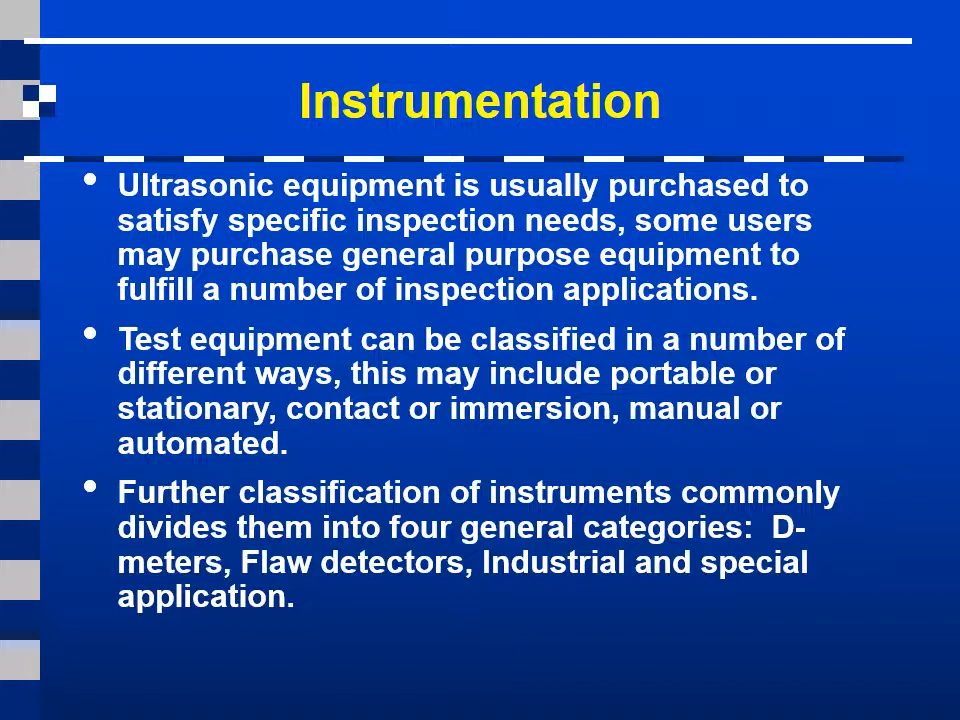 Instrumentation
• Ultrasonic equipment is usually purchased to
satisfy specific inspection needs, some users
may purchase general purpose equipment to
fulfill a number of inspection applications.
• Test equipment can be classified in a number of
different ways, this may include portable or
stationary, contact or immersion, manual or
automated.
• Further classification of instruments commonly
divides them into four general categories:  D-
meters, Flaw detectors, Industrial and special
application.